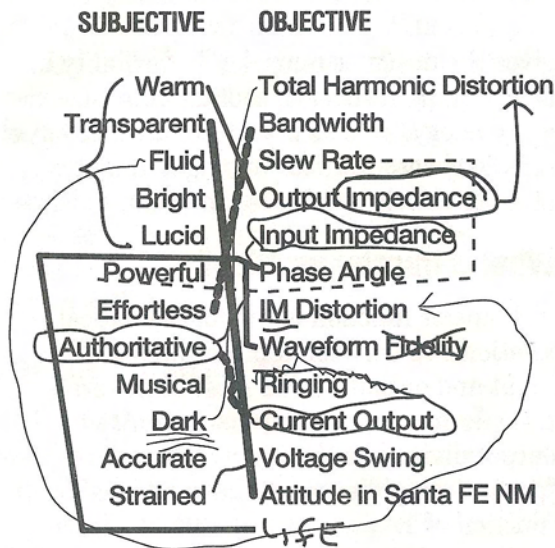 SUBJECTIVE OBJECTIVE
Warm Total Harmonic Distortion
Transparent Bandwidth
Fluid Slew Rate
Bright Output Impedance
Lucid Input Impedance
Powerful Phase Angle
Effortless IM Distortion
Authoritative Waveform Fidelity
Musical Ringing
Dark Current Output
Accurate Voltage Swing
Strained Attitude in Santa FE NM
LIFE